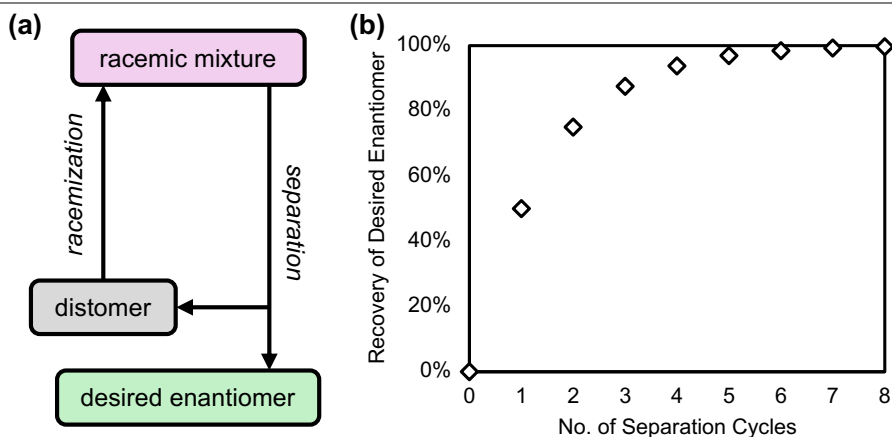 (a)
racemic mixture
racemization
separation
distomer
desired enantiomer
(b)
Recovery of Desired Enantiomer
100%
80%
60%
40%
20%
0%
0 1 2 3 4 5 6 7 8
No. of Separation Cycles